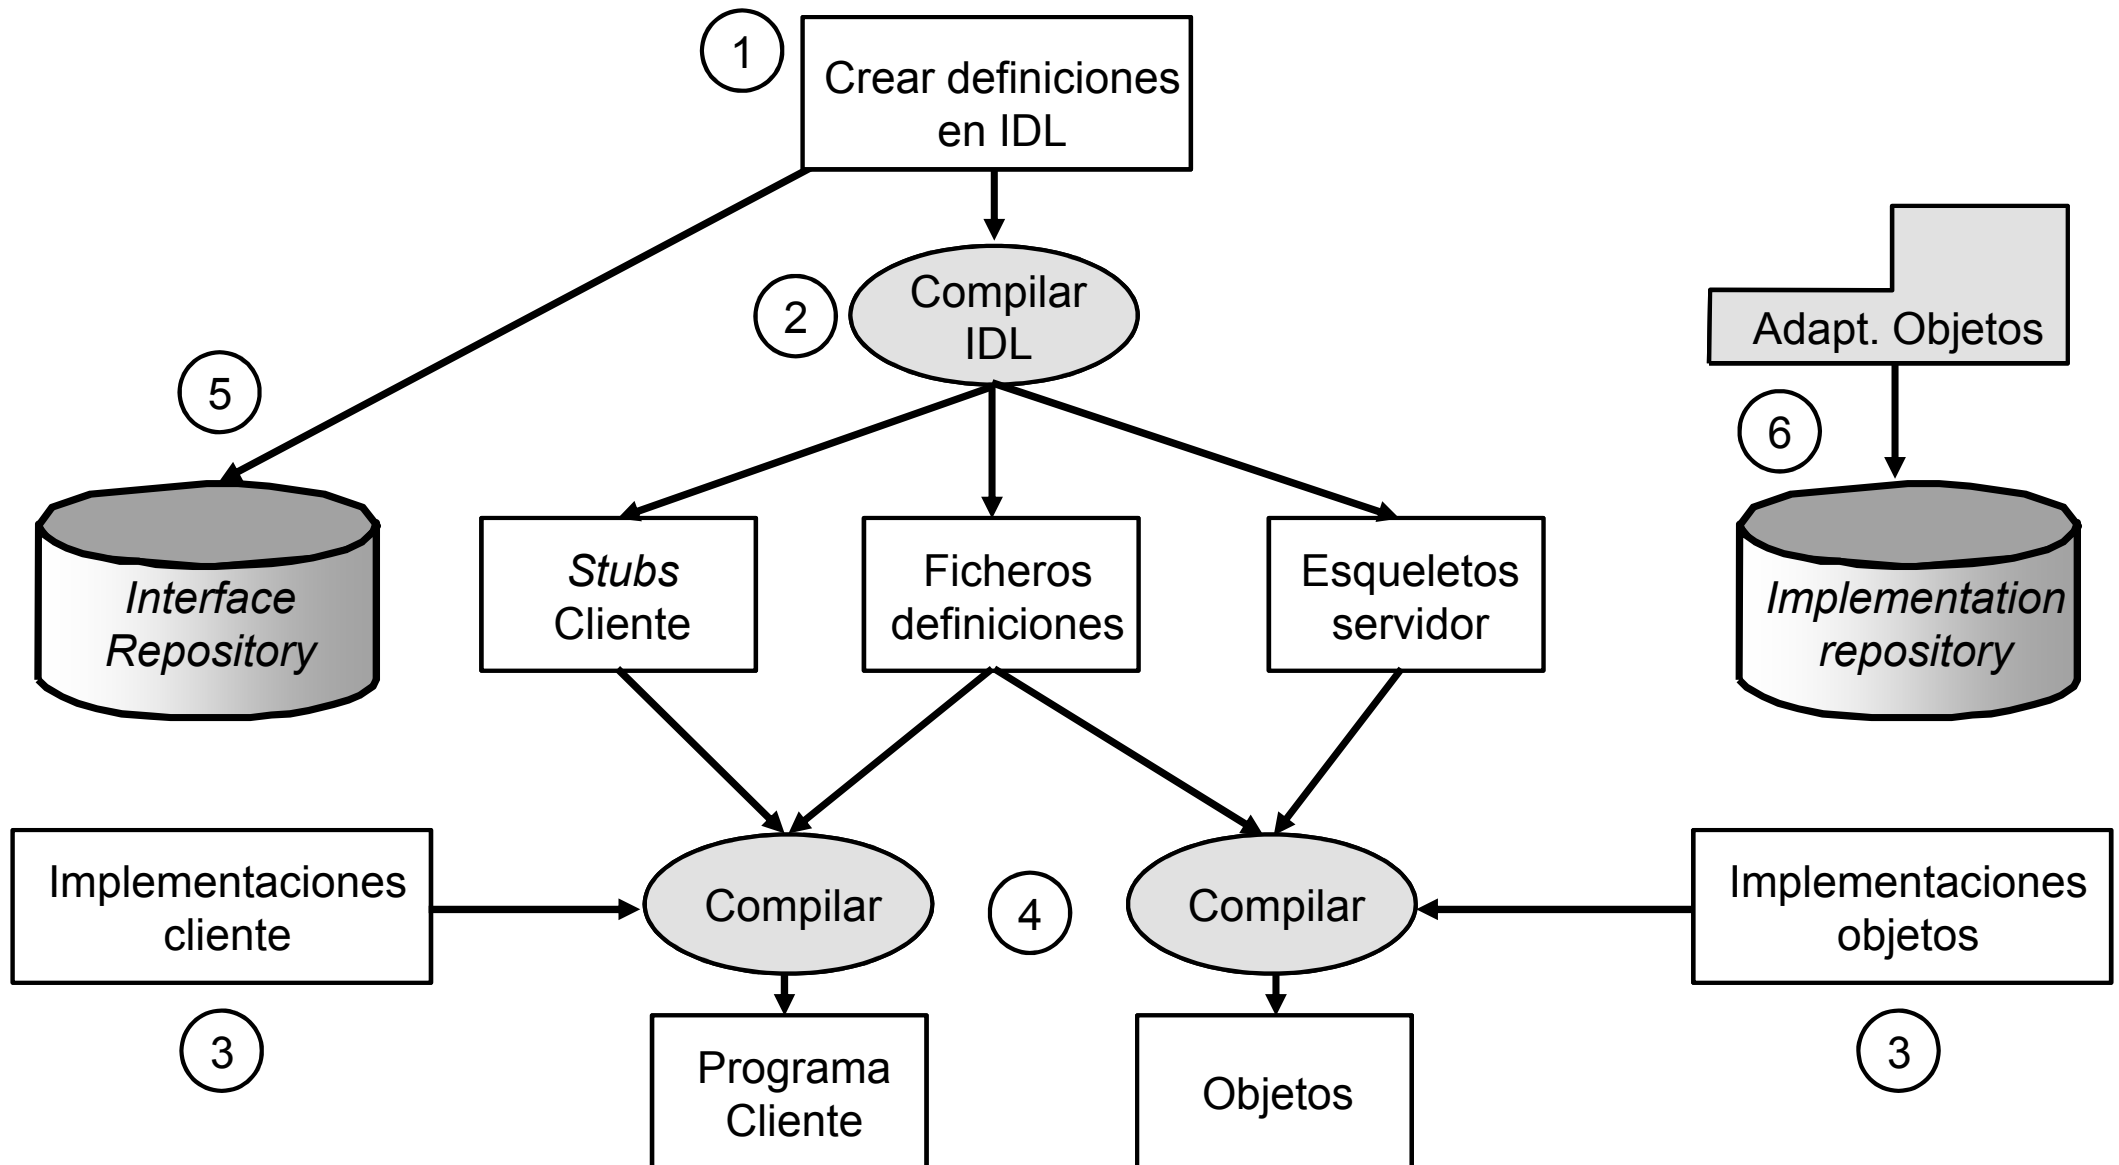 1
Crear definiciones
en IDL
2
Compilar
IDL
Adapt. Objetos
5
6
Interface
Repository
Stubs
Cliente
Ficheros
definiciones
Esqueletos
servidor
Implementation
repository
Implementaciones
cliente
Compilar
4
Compilar
Implementaciones
objetos
3
Programa
Cliente
Objetos
3